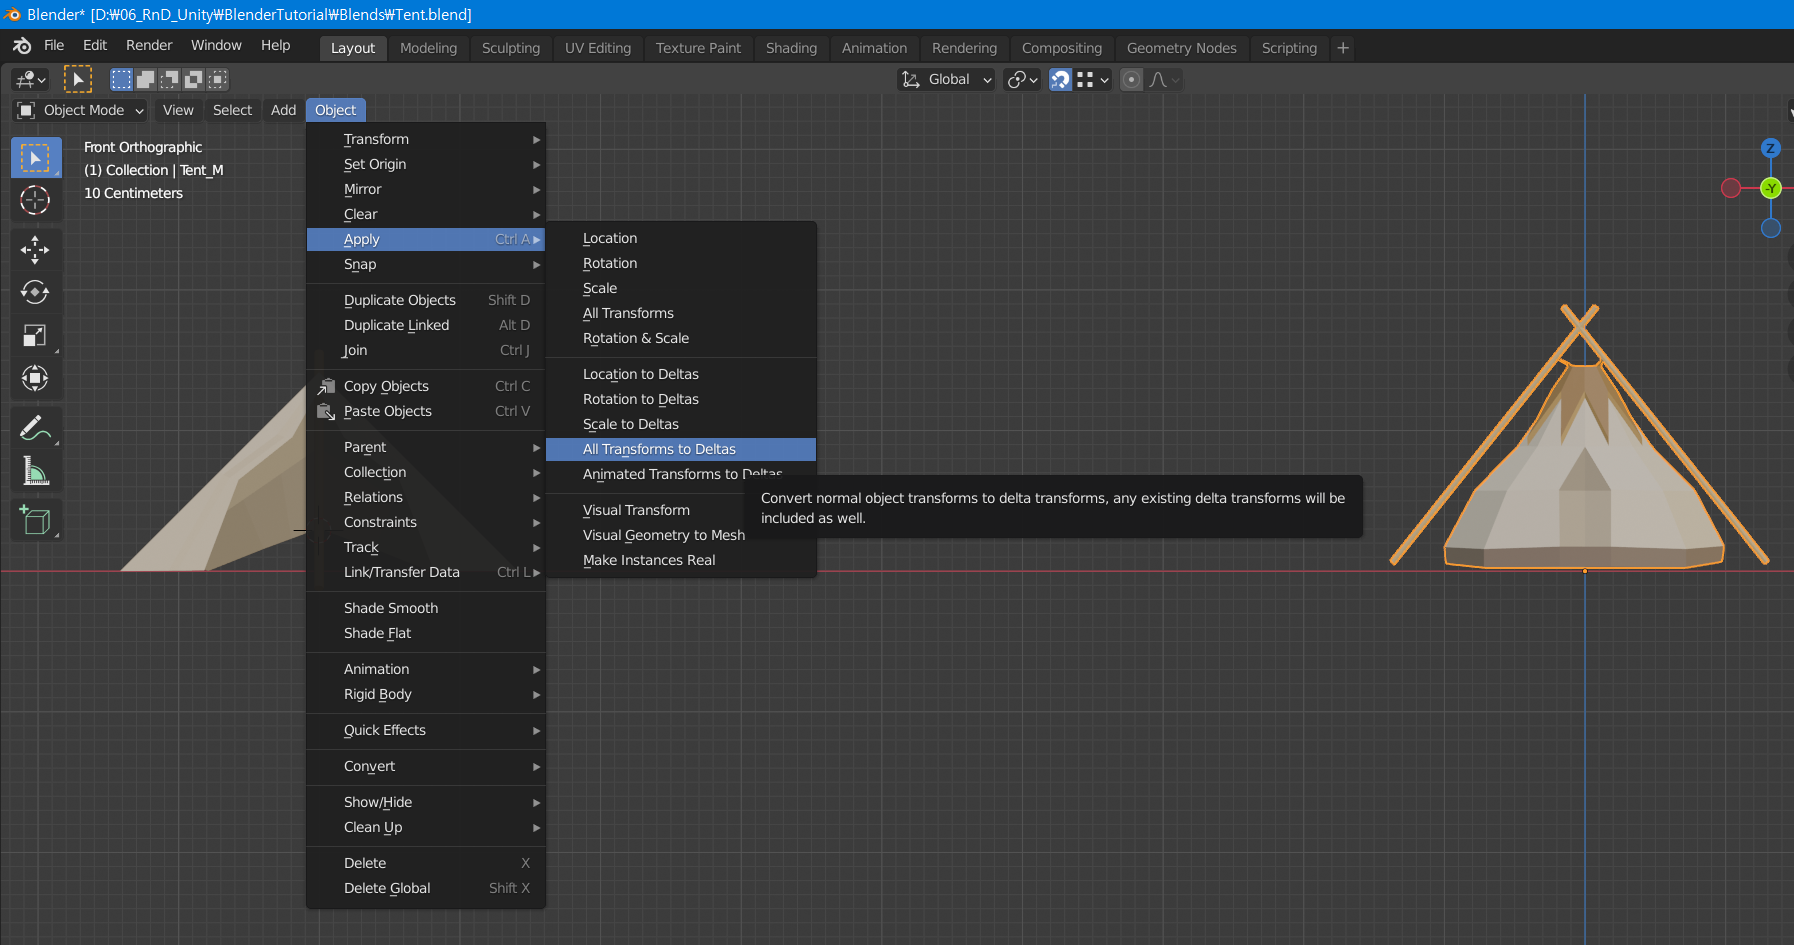 Blender* [D:₩06_RnD_Unity₩BlenderTutorial₩Blends₩Tent.blend]
File Edit Render Window Help Layout Modeling Sculpting UV Editing Texture Paint Shading Animation Rendering Compositing Geometry Nodes Scripting +
Global
Object Mode View Select Add Object
Front Orthographic
(1) Collection | Tent_M
10 Centimeters
Transform
Set Origin
Mirror
Clear
Apply Ctrl A
Snap
Duplicate Objects Shift D
Duplicate Linked Alt D
Join Ctrl J
Copy Objects Ctrl C
Paste Objects Ctrl V
Parent
Collection
Relations
Constraints
Track
Link/Transfer Data Ctrl L
Shade Smooth
Shade Flat
Animation
Rigid Body
Quick Effects
Convert
Show/Hide
Clean Up
Delete X
Delete Global Shift X
Location
Rotation
Scale
All Transforms
Rotation & Scale
Location to Deltas
Rotation to Deltas
Scale to Deltas
All Transforms to Deltas
Animated Transforms to Deltas
Visual Transform
Visual Geometry to Mesh
Make Instances Real
Convert normal object transforms to delta transforms, any existing delta transforms will be
included as well.
Z
-Y